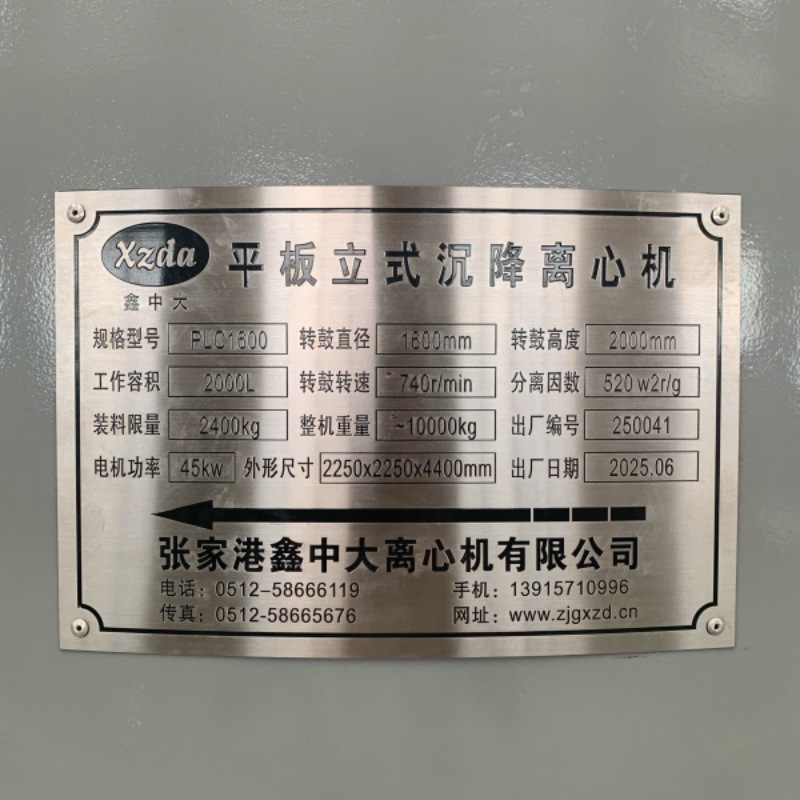 Xzda 平板立式沉降离心机
鑫中大
规格型号 PLC1600 转鼓直径 1600mm 转鼓高度 2000mm
工作容积 2000L 转鼓转速 740r/min 分离因数 520 w2r/g
装料限量 2400kg 整机重量 ~10000kg 出厂编号 250041
电机功率 45kw 外形尺寸 2250x2250x4400mm 出厂日期 2025.06
张家港鑫中大离心机有限公司
电话：0512-58666119 手机：13915710996
传真：0512-58665676 网址：www.zjgxzd.cn